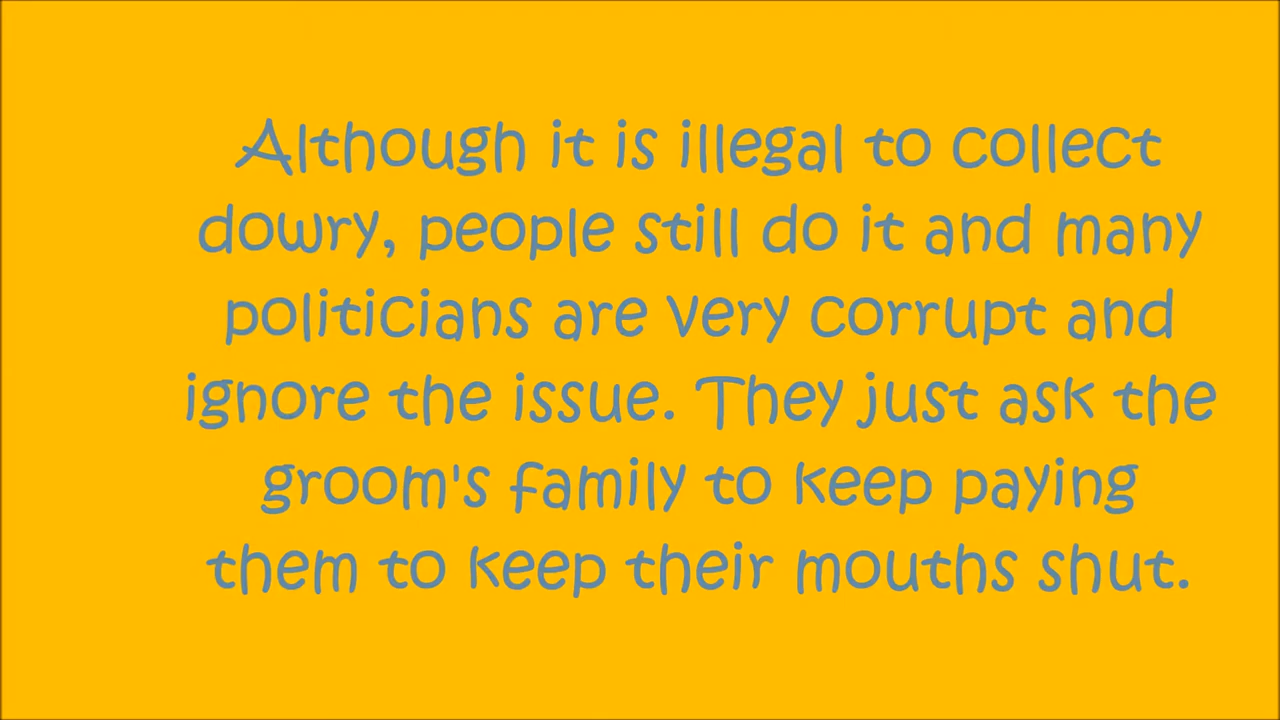 Although it is illegal to collect
dowry, people still do it and many
politicians are very corrupt and
ignore the issue. They just ask the
groom's family to keep paying
them to keep their mouths shut.